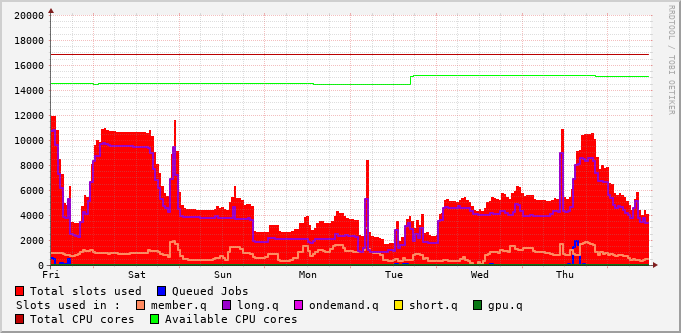 20000
18000
16000
14000
12000
10000
8000
6000
4000
2000
0
Fri Sat Sun Mon Tue Wed Thu
RRDTOOL / TOBI OETIKER
Total slots used Queued Jobs
Slots used in : member.q long.q ondemand.q short.q gpu.q
Total CPU cores Available CPU cores